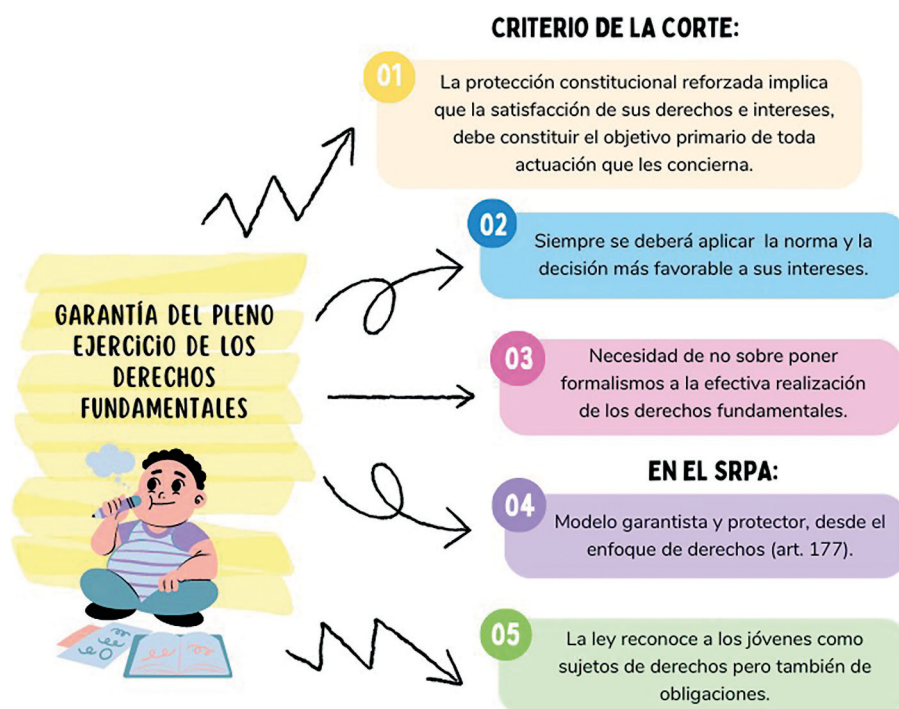 CRITERIO DE LA CORTE:
01
La protección constitucional reforzada implica
que la satisfacción de sus derechos e intereses,
debe constituir el objetivo primario de toda
actuación que les concierna.
02
Siempre se deberá aplicar la norma y la
decisión más favorable a sus intereses.
GARANTÍA DEL PLENO
EJERCICIO DE LOS
DERECHOS
FUNDAMENTALES
03
Necesidad de no sobre poner
formalismos a la efectiva realización
de los derechos fundamentales.
EN EL SRPA:
04
Modelo garantista y protector, desde el
enfoque de derechos (art. 177).
05
La ley reconoce a los jóvenes como
sujetos de derechos pero también de
obligaciones.